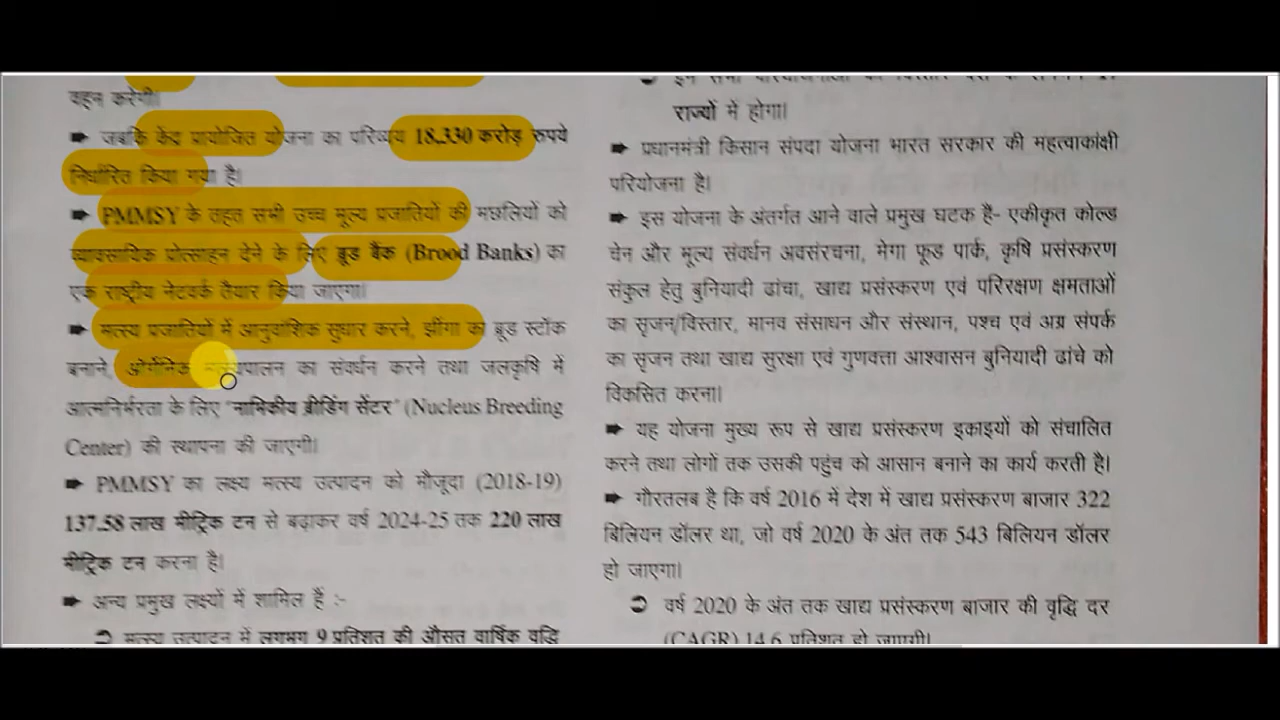 वहन करेगी।
➡ जबकि केंद्र प्रायोजित योजना का परिव्यय 18,330 करोड़ रुपये
निर्धारित किया गया है।
➡ PMMSY के तहत सभी उच्च मूल्य प्रजातियों की मछलियों को
व्यावसायिक प्रोत्साहन देने के लिए ब्रूड बैंक (Brood Banks) का
एक राष्ट्रीय नेटवर्क तैयार किया जाएगा।
➡ मत्स्य प्रजातियों में आनुवांशिक सुधार करने, झींगा का ब्रूड स्टॉक
बनाने, ऑर्गेनिक मत्स्यपालन का संवर्धन करने तथा जलकृषि में
आत्मनिर्भरता के लिए "नाभिकीय ब्रीडिंग सेंटर" (Nucleus Breeding
Center) की स्थापना की जाएगी।
➡ PMMSY का लक्ष्य मत्स्य उत्पादन को मौजूदा (2018-19)
137.58 लाख मीट्रिक टन से बढ़ाकर वर्ष 2024-25 तक 220 लाख
मीट्रिक टन करना है।
➡ अन्य प्रमुख लक्ष्यों में शामिल हैं :-
➲ मत्स्य उत्पादन में लगभग 9 प्रतिशत की औसत वार्षिक वृद्धि
राज्यों में होगा।
➡ प्रधानमंत्री किसान संपदा योजना भारत सरकार की महत्वाकांक्षी
परियोजना है।
➡ इस योजना के अंतर्गत आने वाले प्रमुख घटक हैं- एकीकृत कोल्ड
चेन और मूल्य संवर्धन अवसंरचना, मेगा फूड पार्क, कृषि प्रसंस्करण
संकुल हेतु बुनियादी ढांचा, खाद्य प्रसंस्करण एवं परिरक्षण क्षमताओं
का सृजन/विस्तार, मानव संसाधन और संस्थान, पश्च एवं अग्र संपर्क
का सृजन तथा खाद्य सुरक्षा एवं गुणवत्ता आश्वासन बुनियादी ढांचे को
विकसित करना।
➡ यह योजना मुख्य रूप से खाद्य प्रसंस्करण इकाइयों को संचालित
करने तथा लोगों तक उसकी पहुंच को आसान बनाने का कार्य करती है।
➡ गौरतलब है कि वर्ष 2016 में देश में खाद्य प्रसंस्करण बाजार 322
बिलियन डॉलर था, जो वर्ष 2020 के अंत तक 543 बिलियन डॉलर
हो जाएगा।
➲ वर्ष 2020 के अंत तक खाद्य प्रसंस्करण बाजार की वृद्धि दर
(CAGR) 14.6 प्रतिशत हो जाएगी।